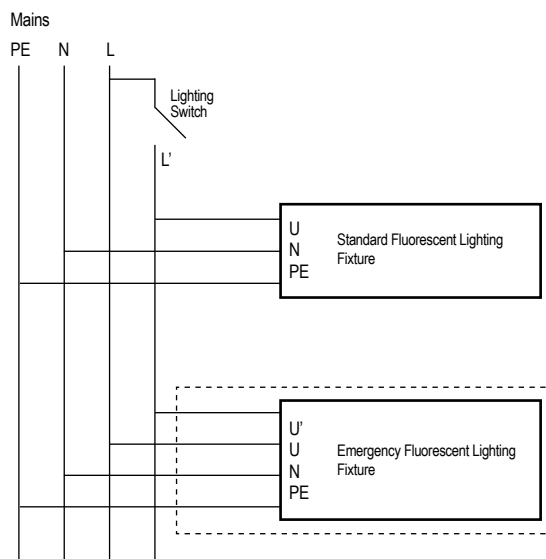 Mains
PE N L
Lighting
Switch
L'
U
N
PE
Standard Fluorescent Lighting
Fixture
U'
U
N
PE
Emergency Fluorescent Lighting
Fixture